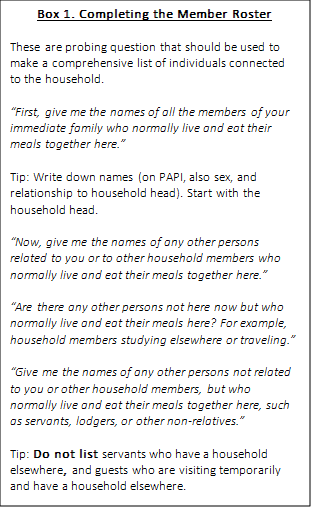 Box 1. Completing the Member Roster
These are probing question that should be used to
make a comprehensive list of individuals connected
to the household.
“First, give me the names of all the members of your
immediate family who normally live and eat their
meals together here.”
Tip: Write down names (on PAPI, also sex, and
relationship to household head). Start with the
household head.
“Now, give me the names of any other persons
related to you or to other household members who
normally live and eat their meals together here.”
“Are there any other persons not here now but who
normally live and eat their meals here? For example,
household members studying elsewhere or traveling.”
“Give me the names of any other persons not related
to you or other household members, but who
normally live and eat their meals together here, such
as servants, lodgers, or other non-relatives.”
Tip: Do not list servants who have a household
elsewhere, and guests who are visiting temporarily
and have a household elsewhere.